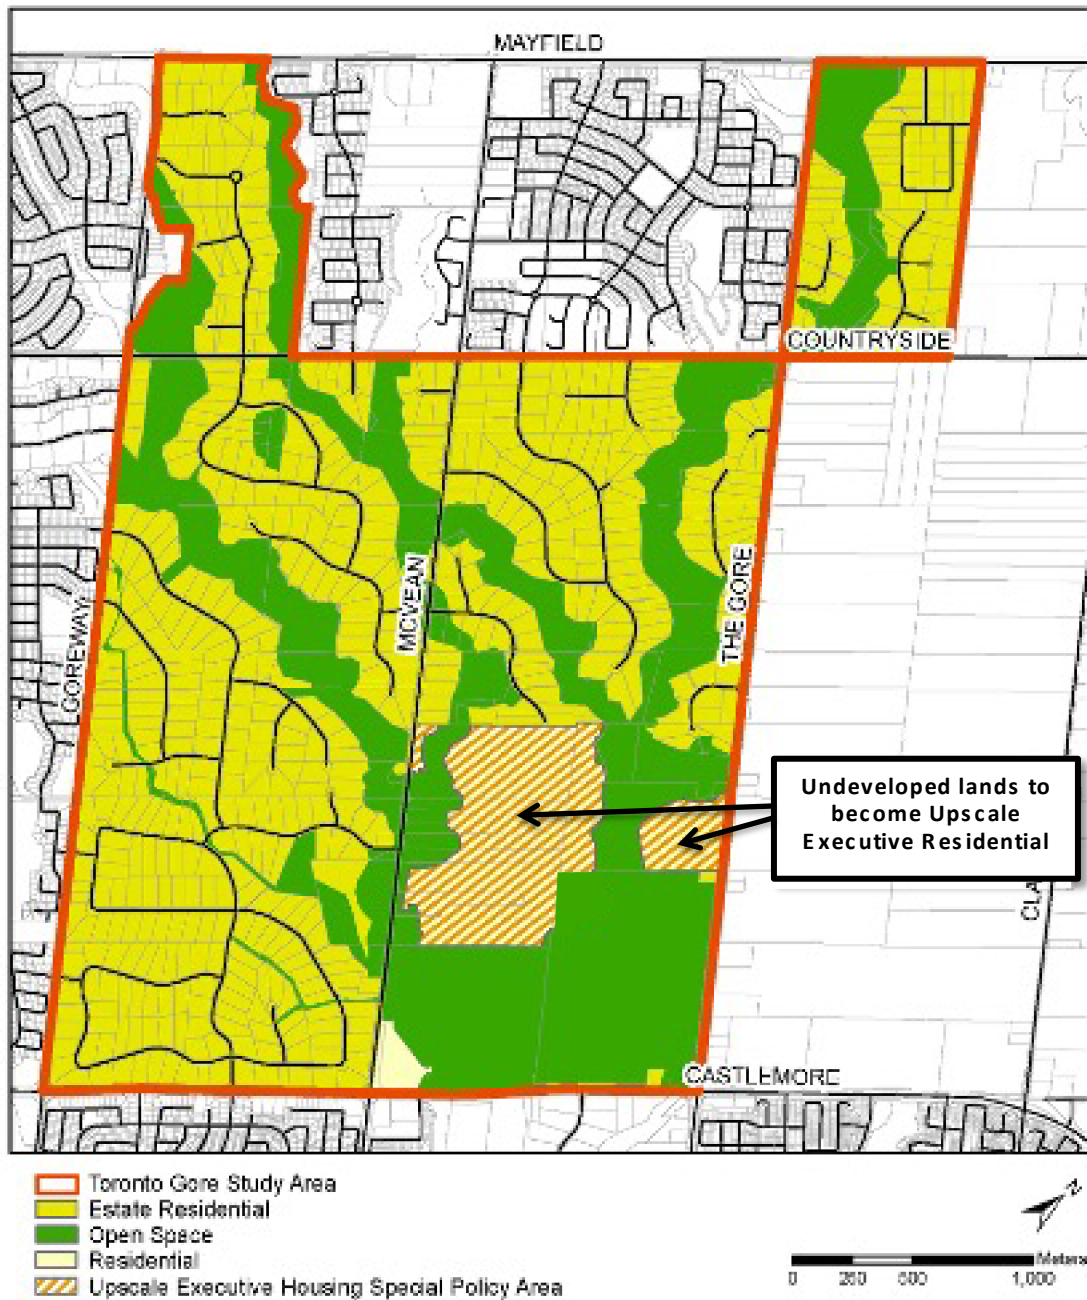 MAYFIELD
COUNTRYSIDE
GOREWAY
MCVEAN
THE GORE
Undeveloped lands to
become Upscale
Executive Residential
CLA
CASTLEMORE
Toronto Gore Study Area
Estate Residential
Open Space
Residential
Upscale Executive Housing Special Policy Area
Z
Meters
0 250 500 1,000